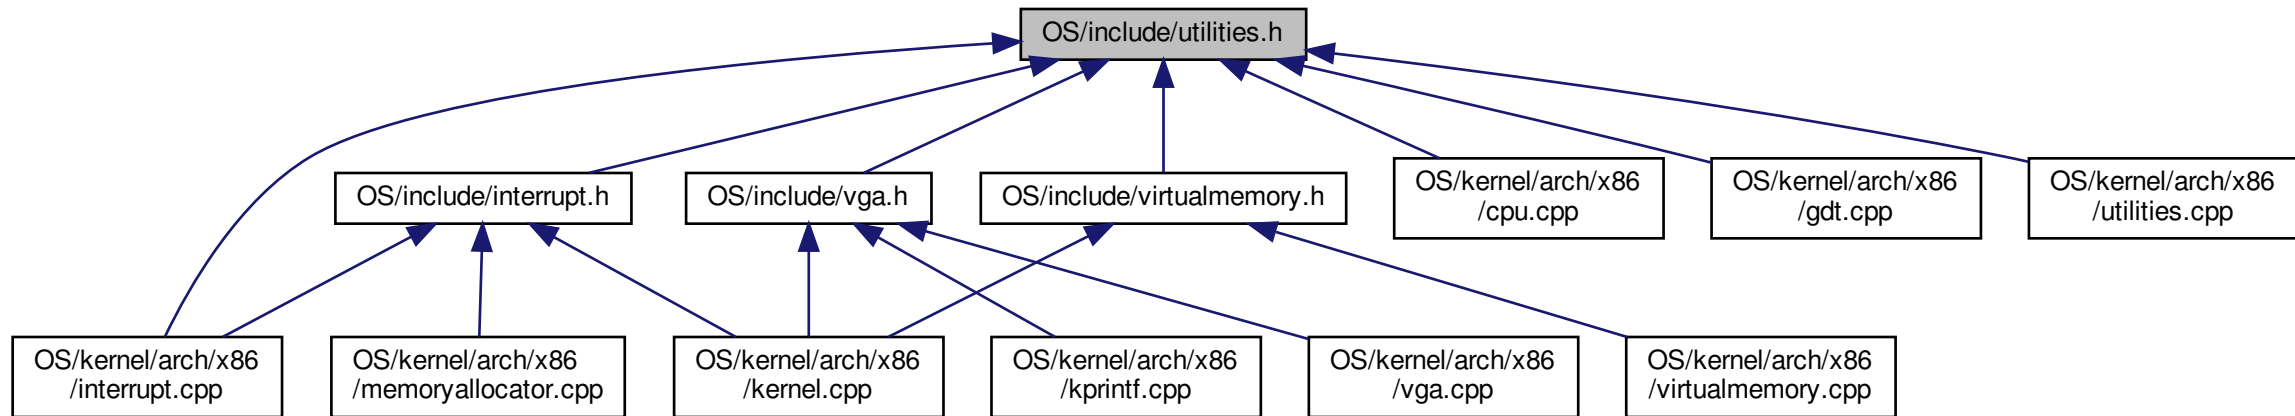 OS/include/utilities.h
OS/include/interrupt.h
OS/include/vga.h
OS/include/virtualmemory.h
OS/kernel/arch/x86
/cpu.cpp
OS/kernel/arch/x86
/gdt.cpp
OS/kernel/arch/x86
/utilities.cpp
OS/kernel/arch/x86
/interrupt.cpp
OS/kernel/arch/x86
/memoryallocator.cpp
OS/kernel/arch/x86
/kernel.cpp
OS/kernel/arch/x86
/kprintf.cpp
OS/kernel/arch/x86
/vga.cpp
OS/kernel/arch/x86
/virtualmemory.cpp